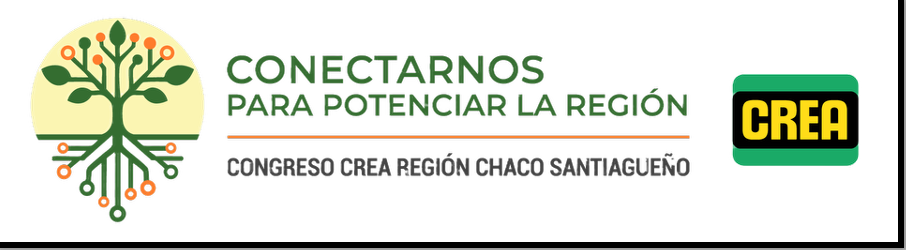 CONECTARNOS
PARA POTENCIAR LA REGIÓN
CONGRESO CREA REGIÓN CHACO SANTIAGUEÑO
CREA